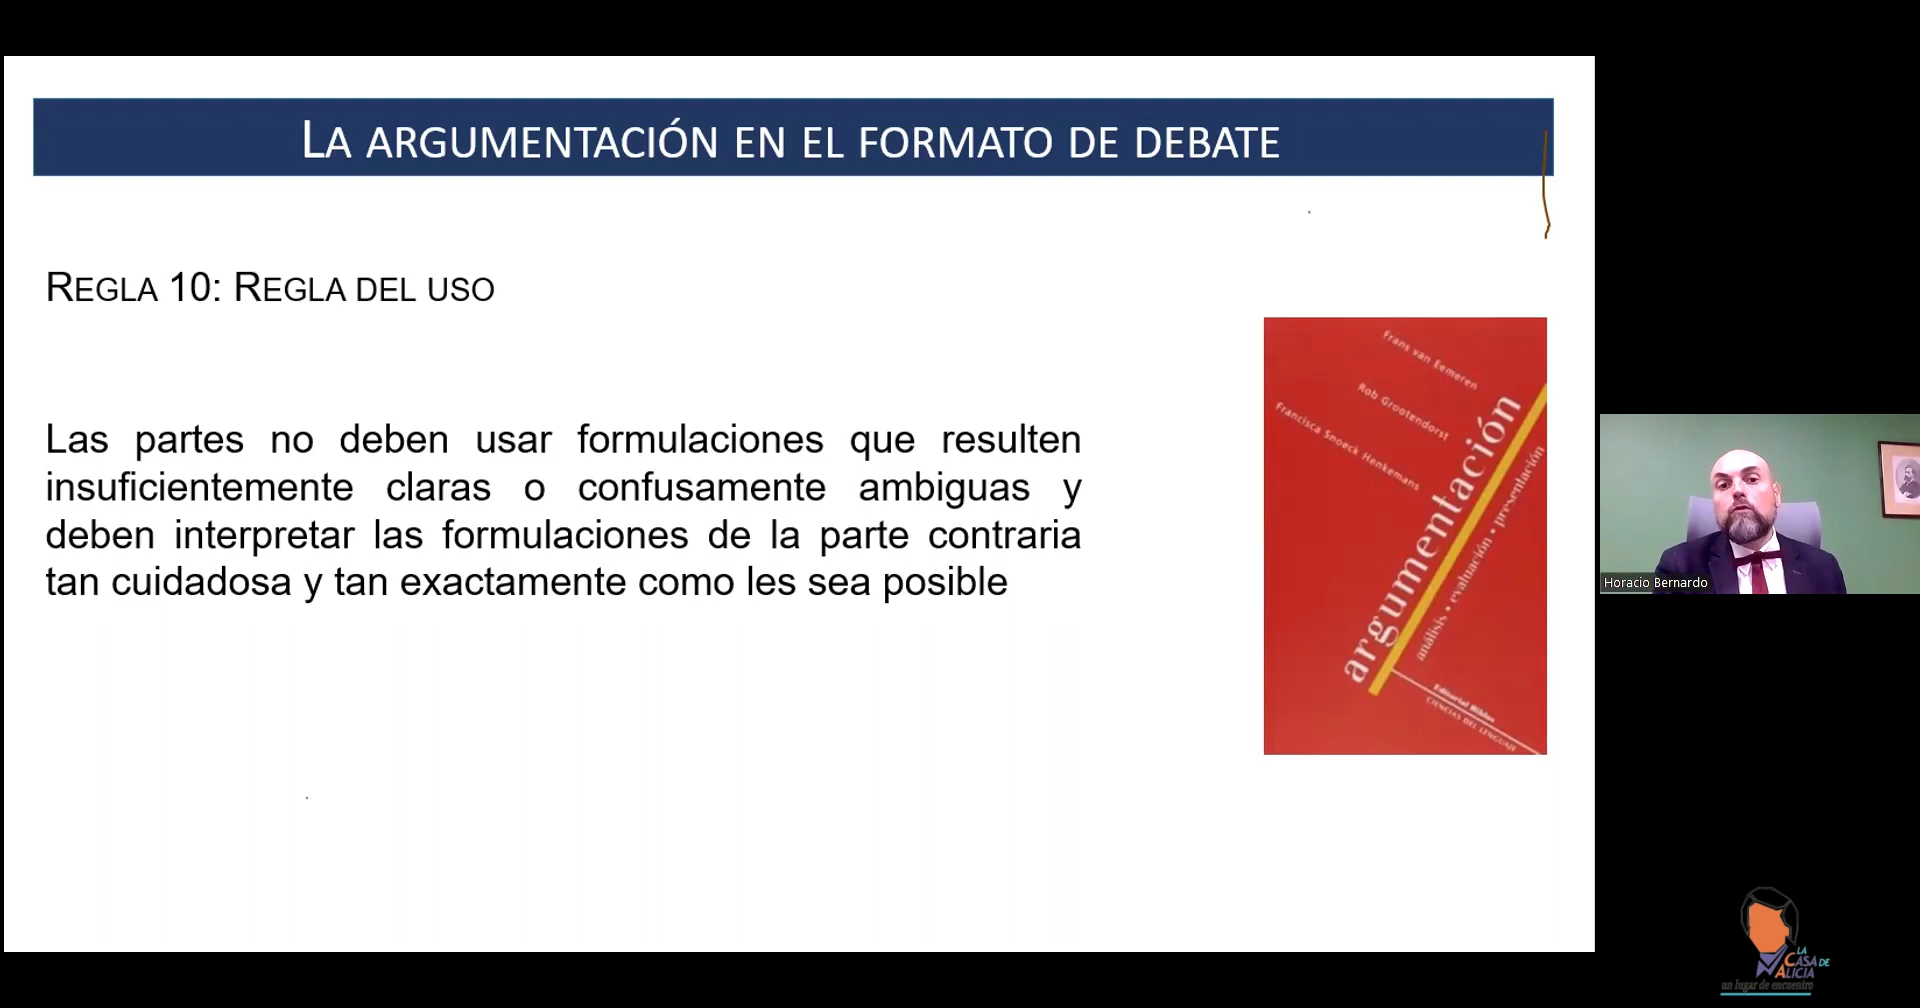 LA ARGUMENTACIÓN EN EL FORMATO DE DEBATE
REGLA 10: REGLA DEL USO
Las partes no deben usar formulaciones que resulten
insuficientemente claras o confusamente ambiguas y
deben interpretar las formulaciones de la parte contraria
tan cuidadosa y tan exactamente como les sea posible
Frans van Eemeren
Rob Grootendorst
Francisca Snoeck Henkemans
argumentación
análisis • evaluación • presentación
Editorial Biblos
CIENCIAS DEL LENGUAJE
Horacio Bernardo
LA
CASA DE
ALICIA
un lugar de encuentro